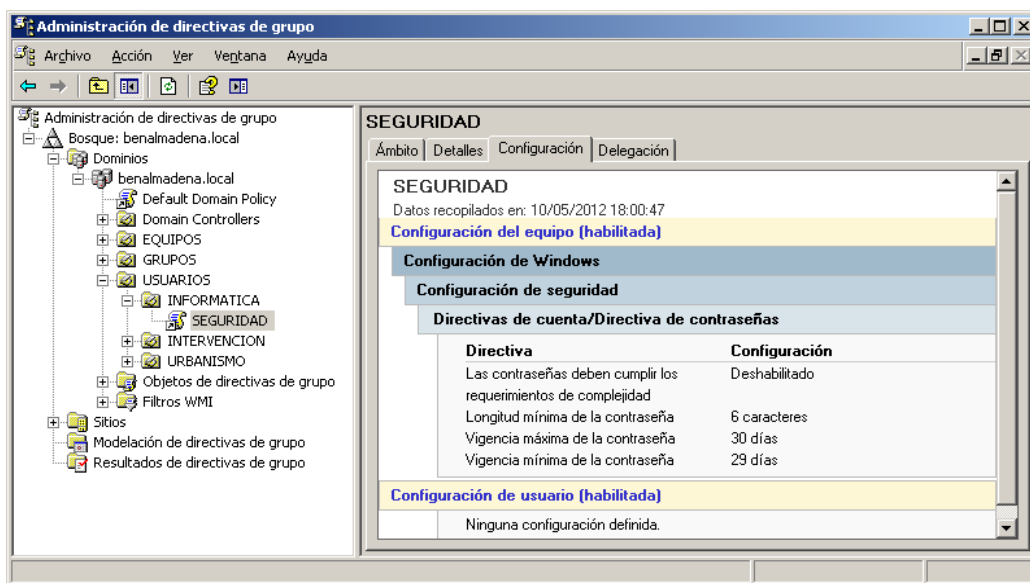 Administración de directivas de grupo
Archivo Acción Ver Ventana Ayuda
Administración de directivas de grupo
Bosque: benalmadena.local
Dominios
benalmadena.local
Default Domain Policy
Domain Controllers
EQUIPOS
GRUPOS
USUARIOS
INFORMATICA
SEGURIDAD
INTERVENCION
URBANISMO
Objetos de directivas de grupo
Filtros WMI
Sitios
Modelación de directivas de grupo
Resultados de directivas de grupo
SEGURIDAD
Ámbito Detalles Configuración Delegación
SEGURIDAD
Datos recopilados en: 10/05/2012 18:00:47
Configuración del equipo (habilitada)
Configuración de Windows
Configuración de seguridad
Directivas de cuenta/Directiva de contraseñas
Directiva Configuración
Las contraseñas deben cumplir los Deshabilitado
requerimientos de complejidad
Longitud mínima de la contraseña 6 caracteres
Vigencia máxima de la contraseña 30 días
Vigencia mínima de la contraseña 29 días
Configuración de usuario (habilitada)
Ninguna configuración definida.